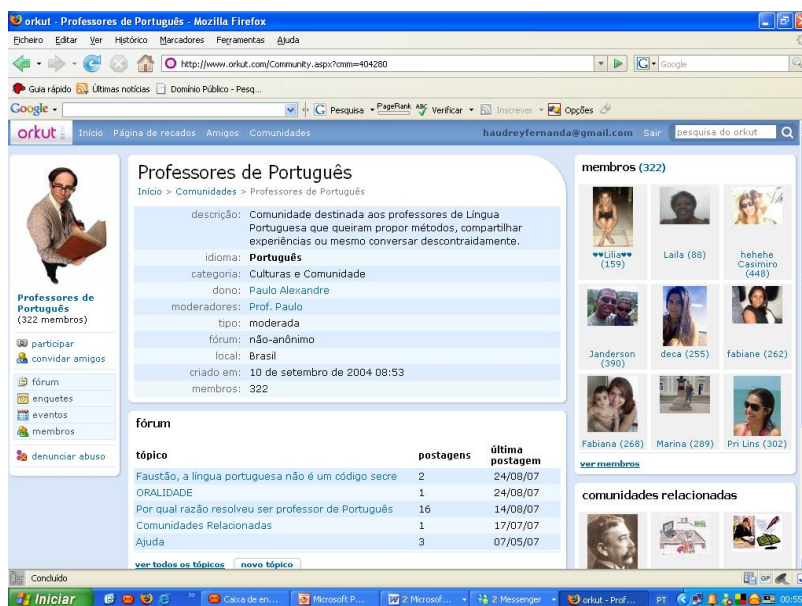 orkut - Professores de Português - Mozilla Firefox
Ficheiro Editar Ver Histórico Marcadores Ferramentas Ajuda
http://www.orkut.com/Community.aspx?cmm=404280
Google
Guia rápido Últimas notícias Domínio Público - Pesq...
Google Pesquisa PageRank ABC Verificar Inscrever Opções
orkut Início Página de recados Amigos Comunidades haudreyfernanda@gmail.com Sair pesquisa do orkut
Professores de Português
(322 membros)
participar
convidar amigos
fórum
enquetes
eventos
membros
denunciar abuso
Professores de Português
Início > Comunidades > Professores de Português
descrição: Comunidade destinada aos professores de Língua
Portuguesa que queiram propor métodos, compartilhar
experiências ou mesmo conversar descontraidamente.
idioma: Português
categoria: Culturas e Comunidade
dono: Paulo Alexandre
moderadores: Prof. Paulo
tipo: moderada
fórum: não-anônimo
local: Brasil
criado em: 10 de setembro de 2004 08:53
membros: 322
fórum
tópico postagens última postagem
Faustão, a língua portuguesa não é um código secre 2 24/08/07
ORALIDADE 1 24/08/07
Por qual razão resolveu ser professor de Português 16 14/08/07
Comunidades Relacionadas 1 17/07/07
Ajuda 3 07/05/07
ver todos os tópicos novo tópico
membros (322)
♥♥Lilia♥♥ (159) Laila (88) hehehe Casimiro (448)
Janderson (390) deca (255) fabiane (262)
Fabiana (268) Marina (289) Pri Lins (302)
ver membros
comunidades relacionadas
Concluído
Iniciar Caixa de en... Microsoft P... 2 Microsof... 2 Messenger orkut - Prof... PT 00:55